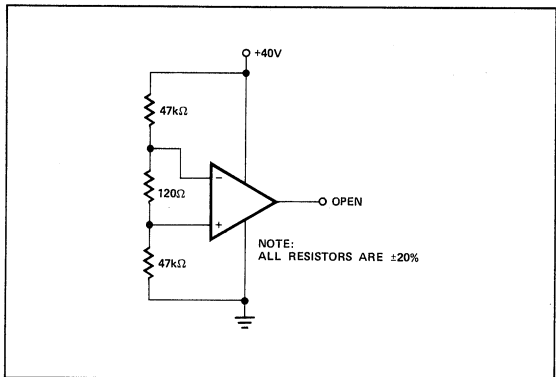 +40V
47kΩ
120Ω
47kΩ
−
+
OPEN
NOTE:
ALL RESISTORS ARE ±20%